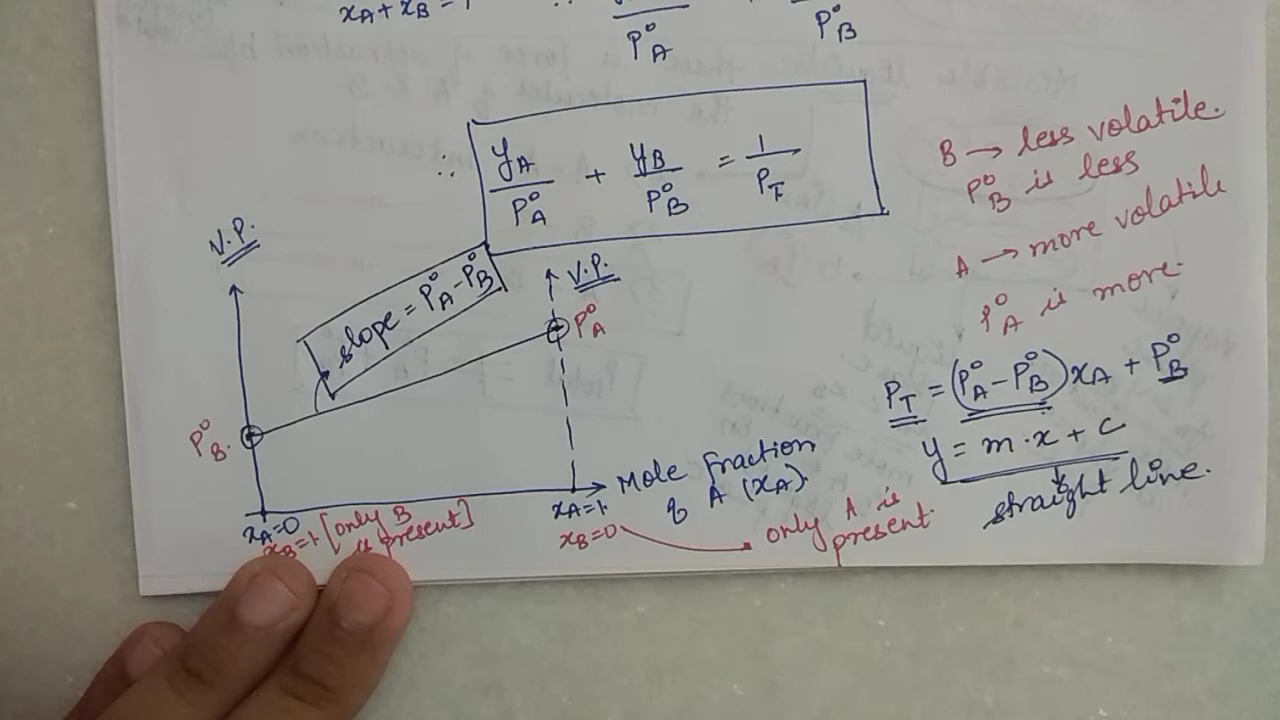 xA + xB = 1 ∴
P°A
P°B
∴ yA/P°A + yB/P°B = 1/PT
B → less volatile.
P°B is less
A → more volatile
P°A is more.
V.P.
slope = P°A - P°B
V.P.
P°A
P°B.
PT = (P°A - P°B) xA + P°B
y = m·x + c
straight line.
Mole fraction
of A (xA).
xA=0
xB=1 [only B
is present]
xA=1
xB=0
only A is
present.